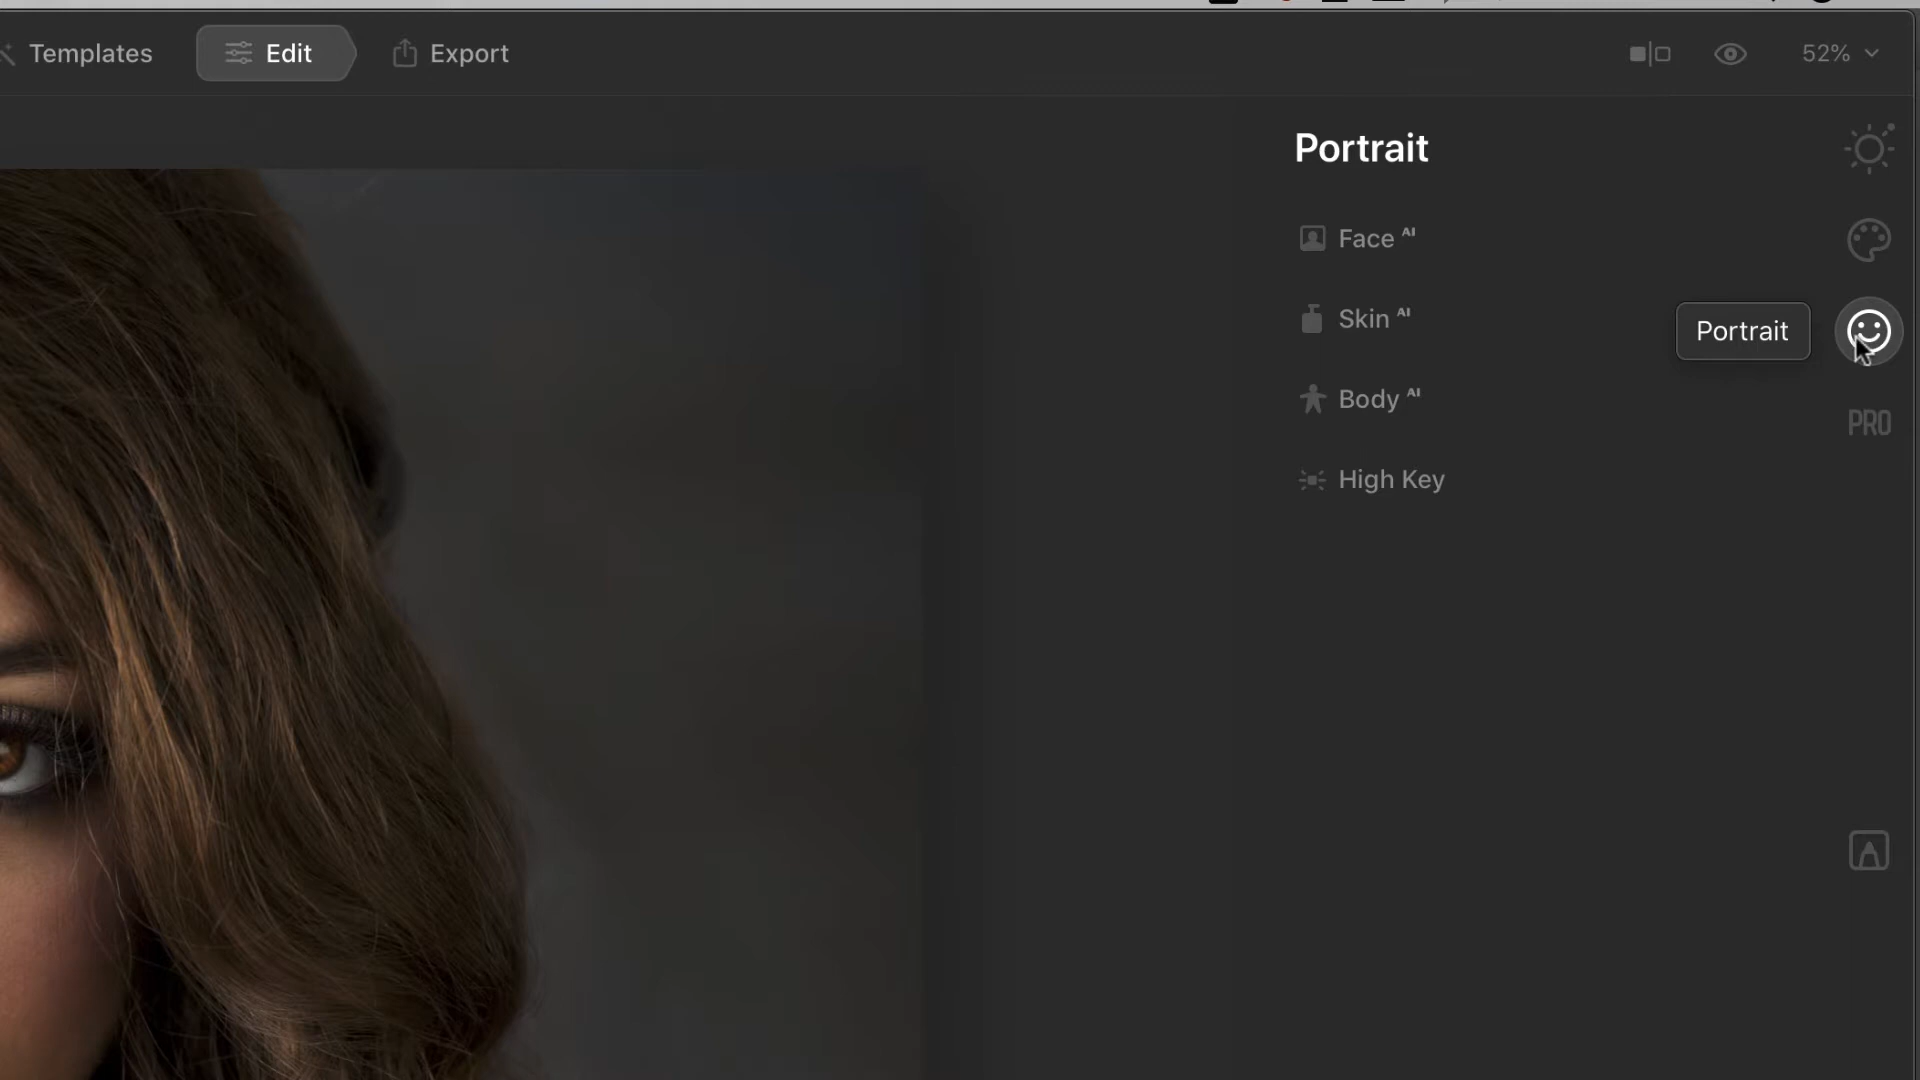 Templates
Edit
Export
52%
Portrait
Face AI
Skin AI
Portrait
Body AI
PRO
High Key